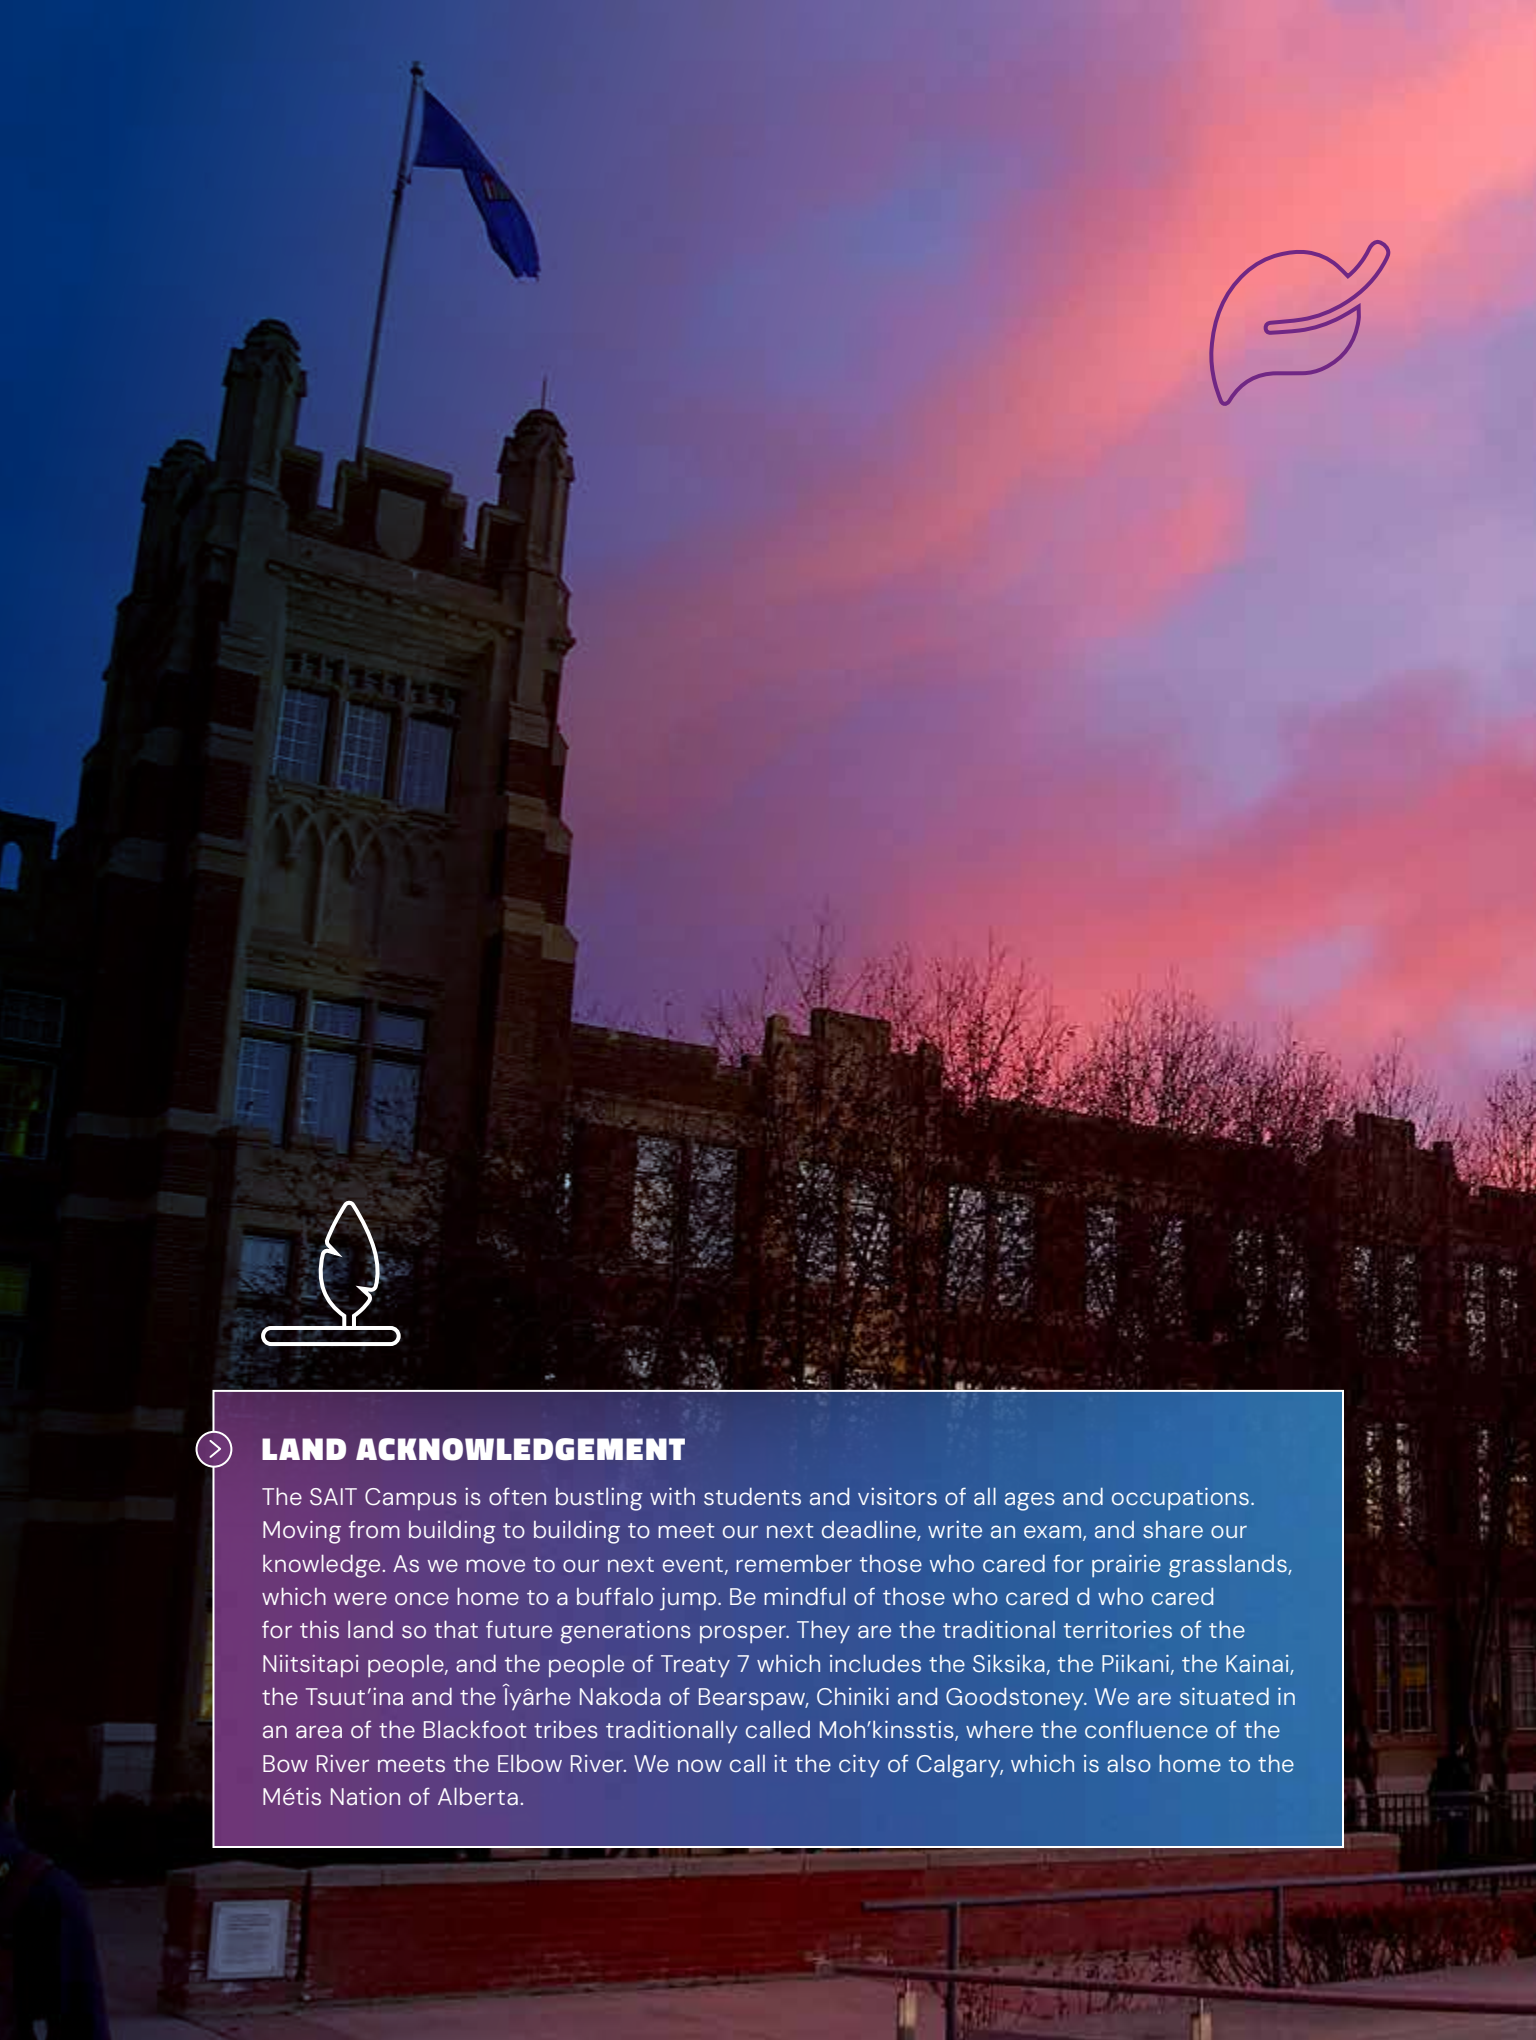 LAND ACKNOWLEDGEMENT
The SAIT Campus is often bustling with students and visitors of all ages and occupations.
Moving from building to building to meet our next deadline, write an exam, and share our
knowledge. As we move to our next event, remember those who cared for prairie grasslands,
which were once home to a buffalo jump. Be mindful of those who cared d who cared
for this land so that future generations prosper. They are the traditional territories of the
Niitsitapi people, and the people of Treaty 7 which includes the Siksika, the Piikani, the Kainai,
the Tsuut’ina and the Îyârhe Nakoda of Bearspaw, Chiniki and Goodstoney. We are situated in
an area of the Blackfoot tribes traditionally called Moh’kinsstis, where the confluence of the
Bow River meets the Elbow River. We now call it the city of Calgary, which is also home to the
Métis Nation of Alberta.